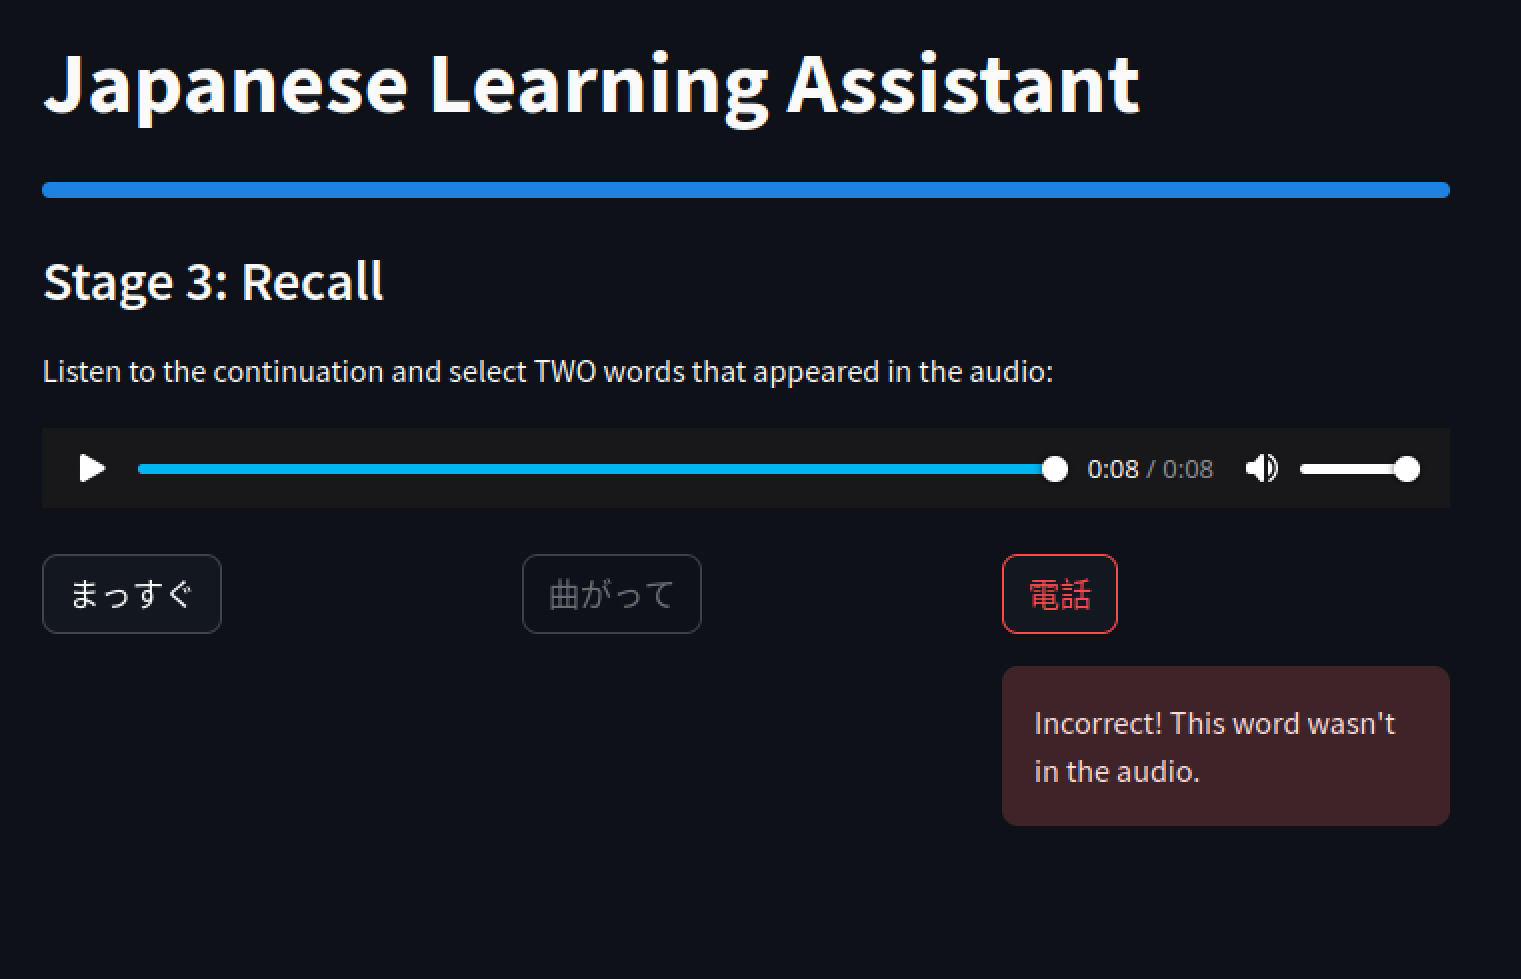 Japanese Learning Assistant
Stage 3: Recall
Listen to the continuation and select TWO words that appeared in the audio:
0:08 / 0:08
まっすぐ
曲がって
電話
Incorrect! This word wasn't
in the audio.